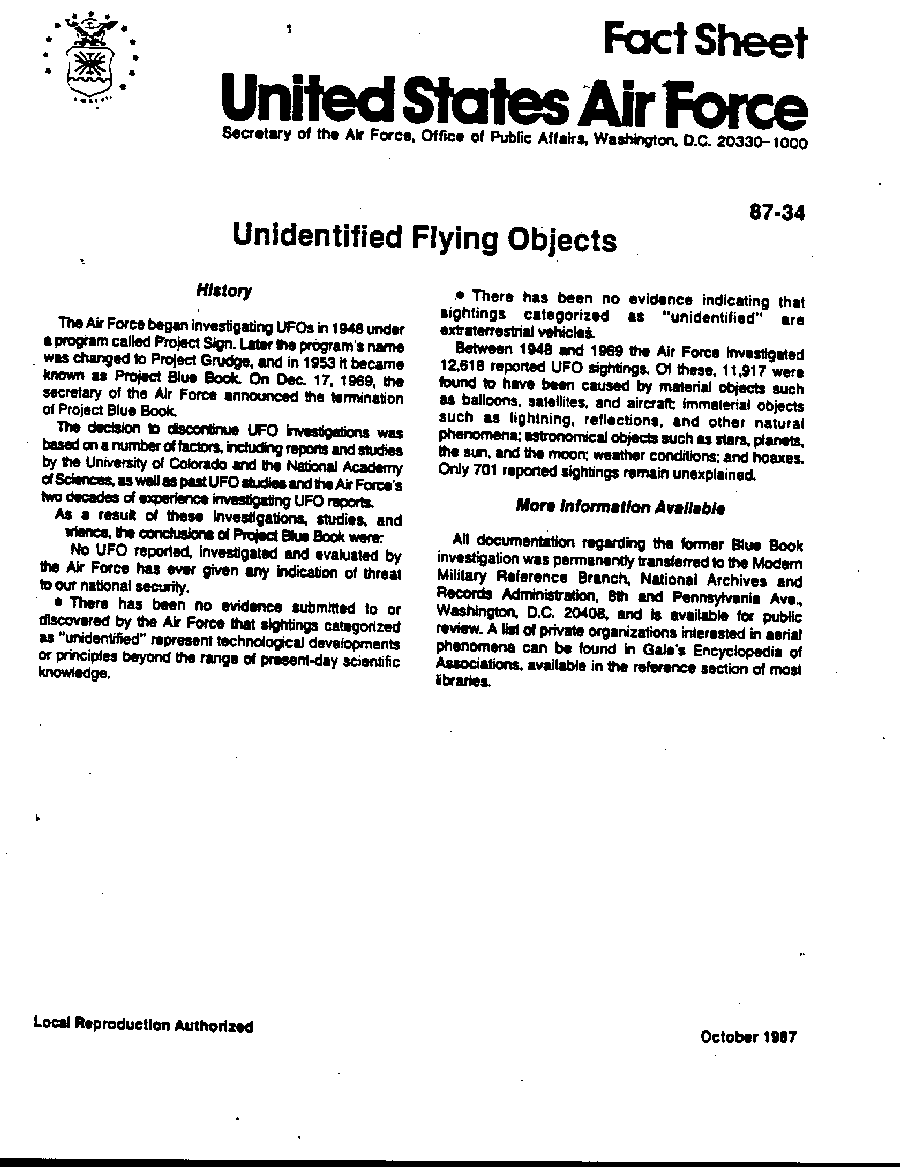 Fact Sheet
United States Air Force
Secretary of the Air Force, Office of Public Affairs, Washington, D.C. 20330-1000
87-34
Unidentified Flying Objects
History
The Air Force began investigating UFOs in 1948 under
a program called Project Sign. Later the program's name
was changed to Project Grudge, and in 1953 it became
known as Project Blue Book. On Dec. 17, 1969, the
secretary of the Air Force announced the termination
of Project Blue Book.
The decision to discontinue UFO investigations was
based on a number of factors, including reports and studies
by the University of Colorado and the National Academy
of Sciences, as well as past UFO studies and the Air Force's
two decades of experience investigating UFO reports.
As a result of these investigations, studies, and
rience, the conclusions of Project Blue Book were:
No UFO reported, investigated and evaluated by
the Air Force has ever given any indication of threat
to our national security.
• There has been no evidence submitted to or
discovered by the Air Force that sightings categorized
as "unidentified" represent technological developments
or principles beyond the range of present-day scientific
knowledge.
• There has been no evidence indicating that
sightings categorized as "unidentified" are
extraterrestrial vehicles.
Between 1948 and 1969 the Air Force investigated
12,618 reported UFO sightings. Of these, 11,917 were
found to have been caused by material objects such
as balloons, satellites, and aircraft; immaterial objects
such as lightning, reflections, and other natural
phenomena; astronomical objects such as stars, planets,
the sun, and the moon; weather conditions; and hoaxes.
Only 701 reported sightings remain unexplained.
More Information Available
All documentation regarding the former Blue Book
investigation was permanently transferred to the Modern
Military Reference Branch, National Archives and
Records Administration, 8th and Pennsylvania Ave.,
Washington, D.C. 20408, and is available for public
review. A list of private organizations interested in aerial
phenomena can be found in Gale's Encyclopedia of
Associations, available in the reference section of most
libraries.
Local Reproduction Authorized
October 1987